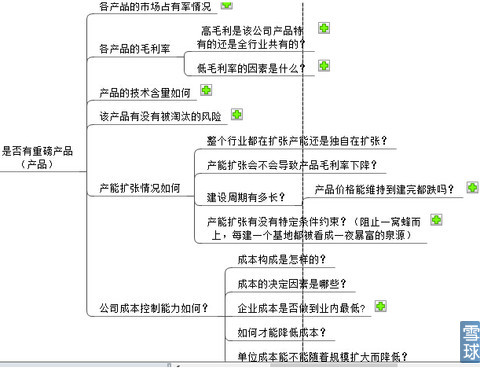 各产品的市场占有率情况
高毛利是该公司产品特
有的还是全行业共有的?
各产品的毛利率
低毛利率的因素是什么?
产品的技术含量如何
该产品有没有被淘汰的风险
是否有重磅产品
(产品)
整个行业都在扩张产能还是独自在扩张?
产能扩张会不会导致产品毛利率下降?
产能扩张情况如何
建设周期有多长?
产品价格能维持到建完都跌吗?
产能扩张有没有特定条件约束?(阻止一窝蜂而
上,每建一个基地都被看成一夜暴富的泉源)
成本构成是怎样的?
成本的决定因素是哪些?
公司成本控制能力如何?
企业成本是否做到业内最低?
如何才能降低成本?
单位成本能不能随着规模扩大而降低?
雪球